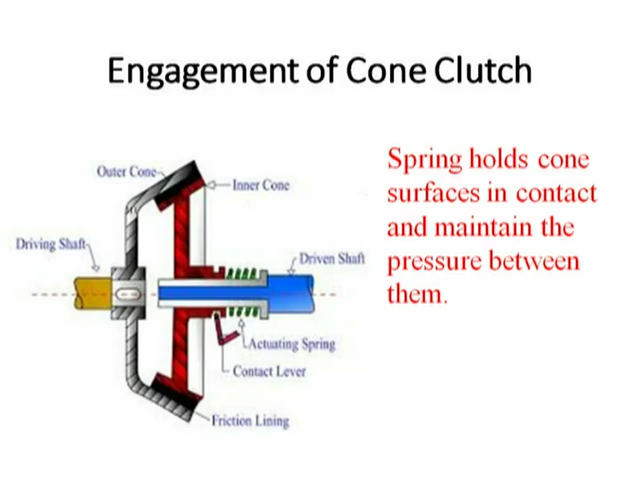 Engagement of Cone Clutch
Outer Cone
Inner Cone
Driving Shaft
Driven Shaft
Actuating Spring
Contact Lever
Friction Lining
Spring holds cone
surfaces in contact
and maintain the
pressure between
them.